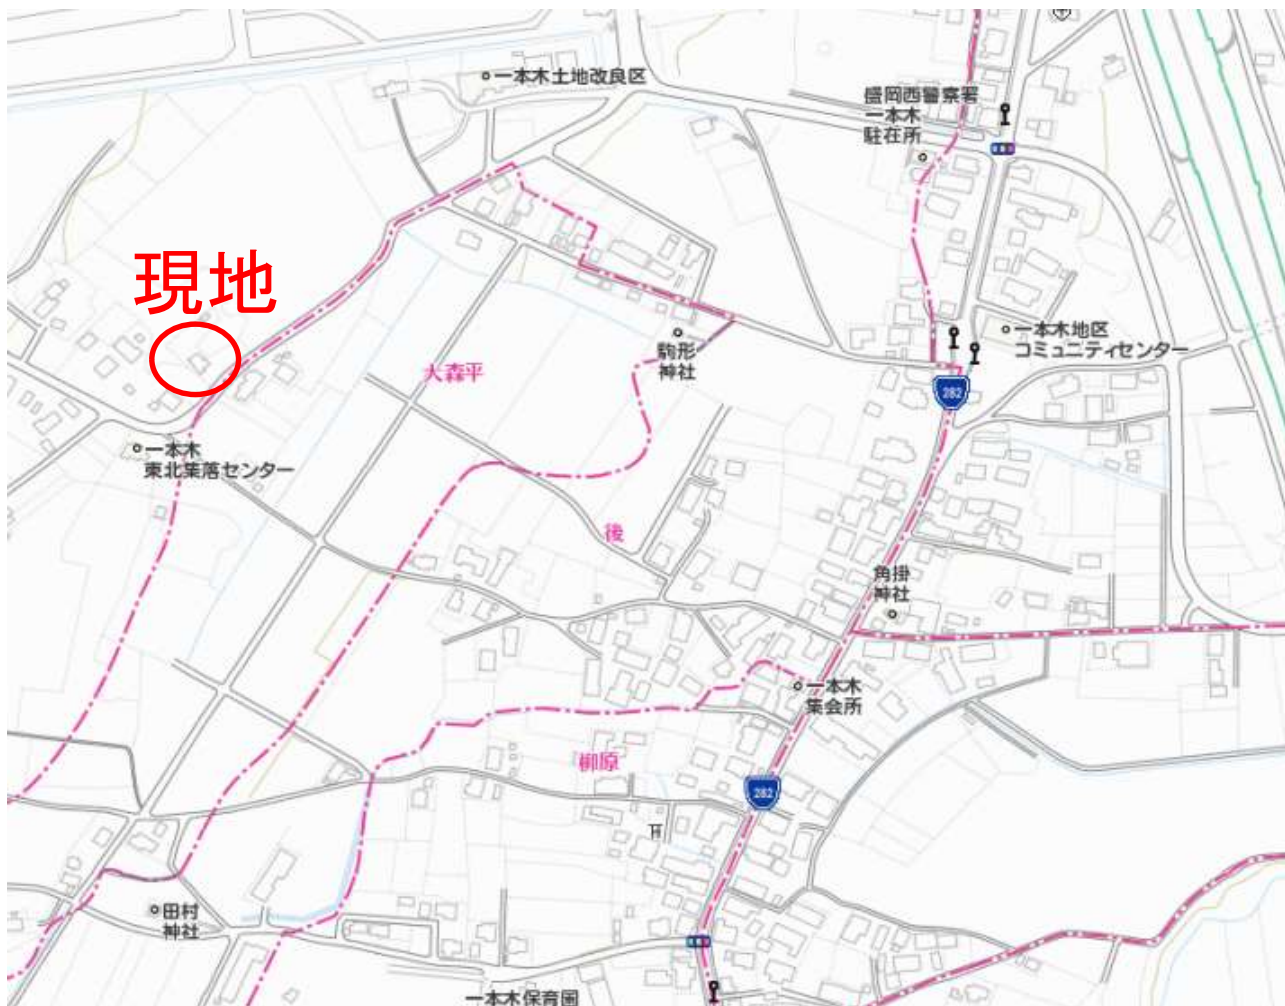 一本木土地改良区
盛岡西警察署
一本木
駐在所
現地
一本木地区
コミュニティセンター
駒形
神社
大森平
282
一本木
東北集落センター
後
角掛
神社
一本木
集会所
柳原
282
田村
神社
一本木保育園